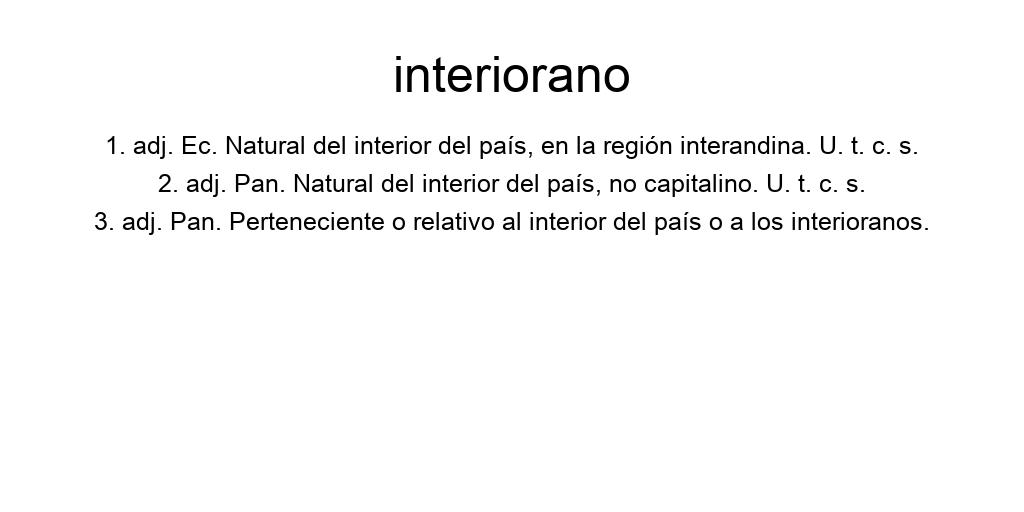 interiorano
1. adj. Ec. Natural del interior del país, en la región interandina. U. t. c. s.
2. adj. Pan. Natural del interior del país, no capitalino. U. t. c. s.
3. adj. Pan. Perteneciente o relativo al interior del país o a los interioranos.